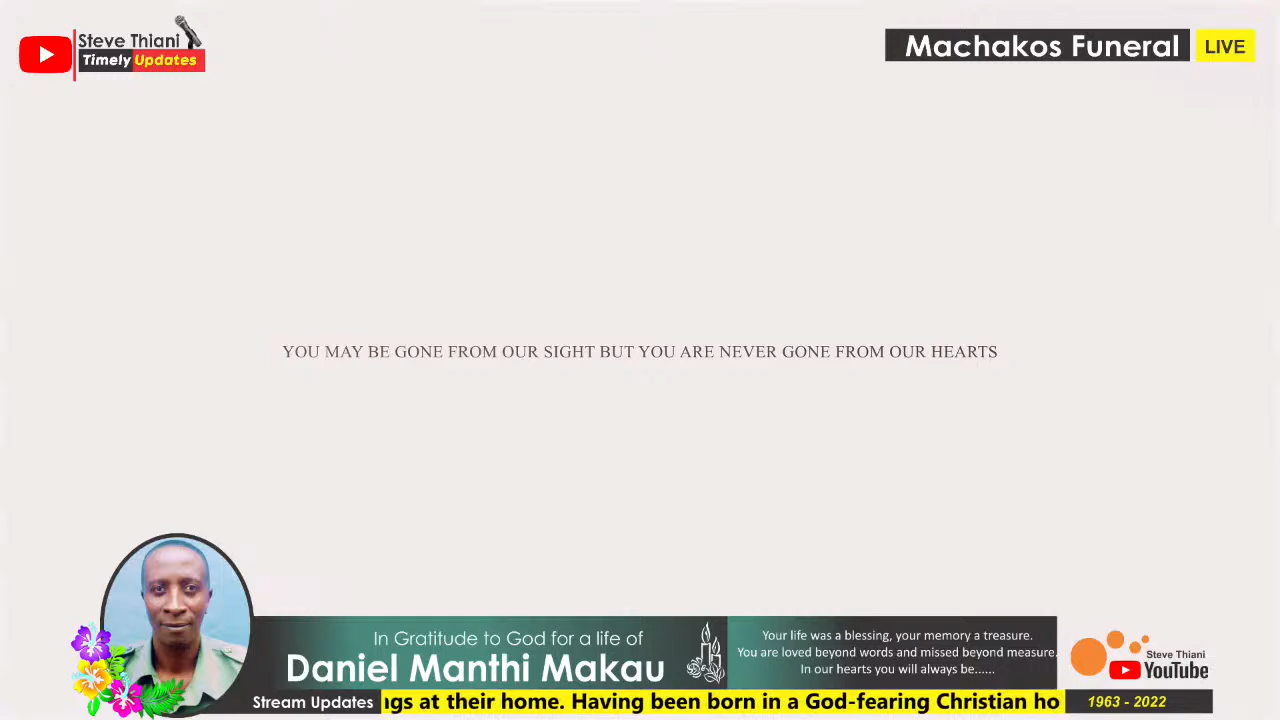 Steve Thiani
Timely Updates
Machakos Funeral
LIVE
YOU MAY BE GONE FROM OUR SIGHT BUT YOU ARE NEVER GONE FROM OUR HEARTS
In Gratitude to God for a life of
Daniel Manthi Makau
Your life was a blessing, your memory a treasure.
You are loved beyond words and missed beyond measure.
In our hearts you will always be......
Steve Thiani
YouTube
Stream Updates
at their home. Having been born in a God-fearing Christian
1963 - 2022